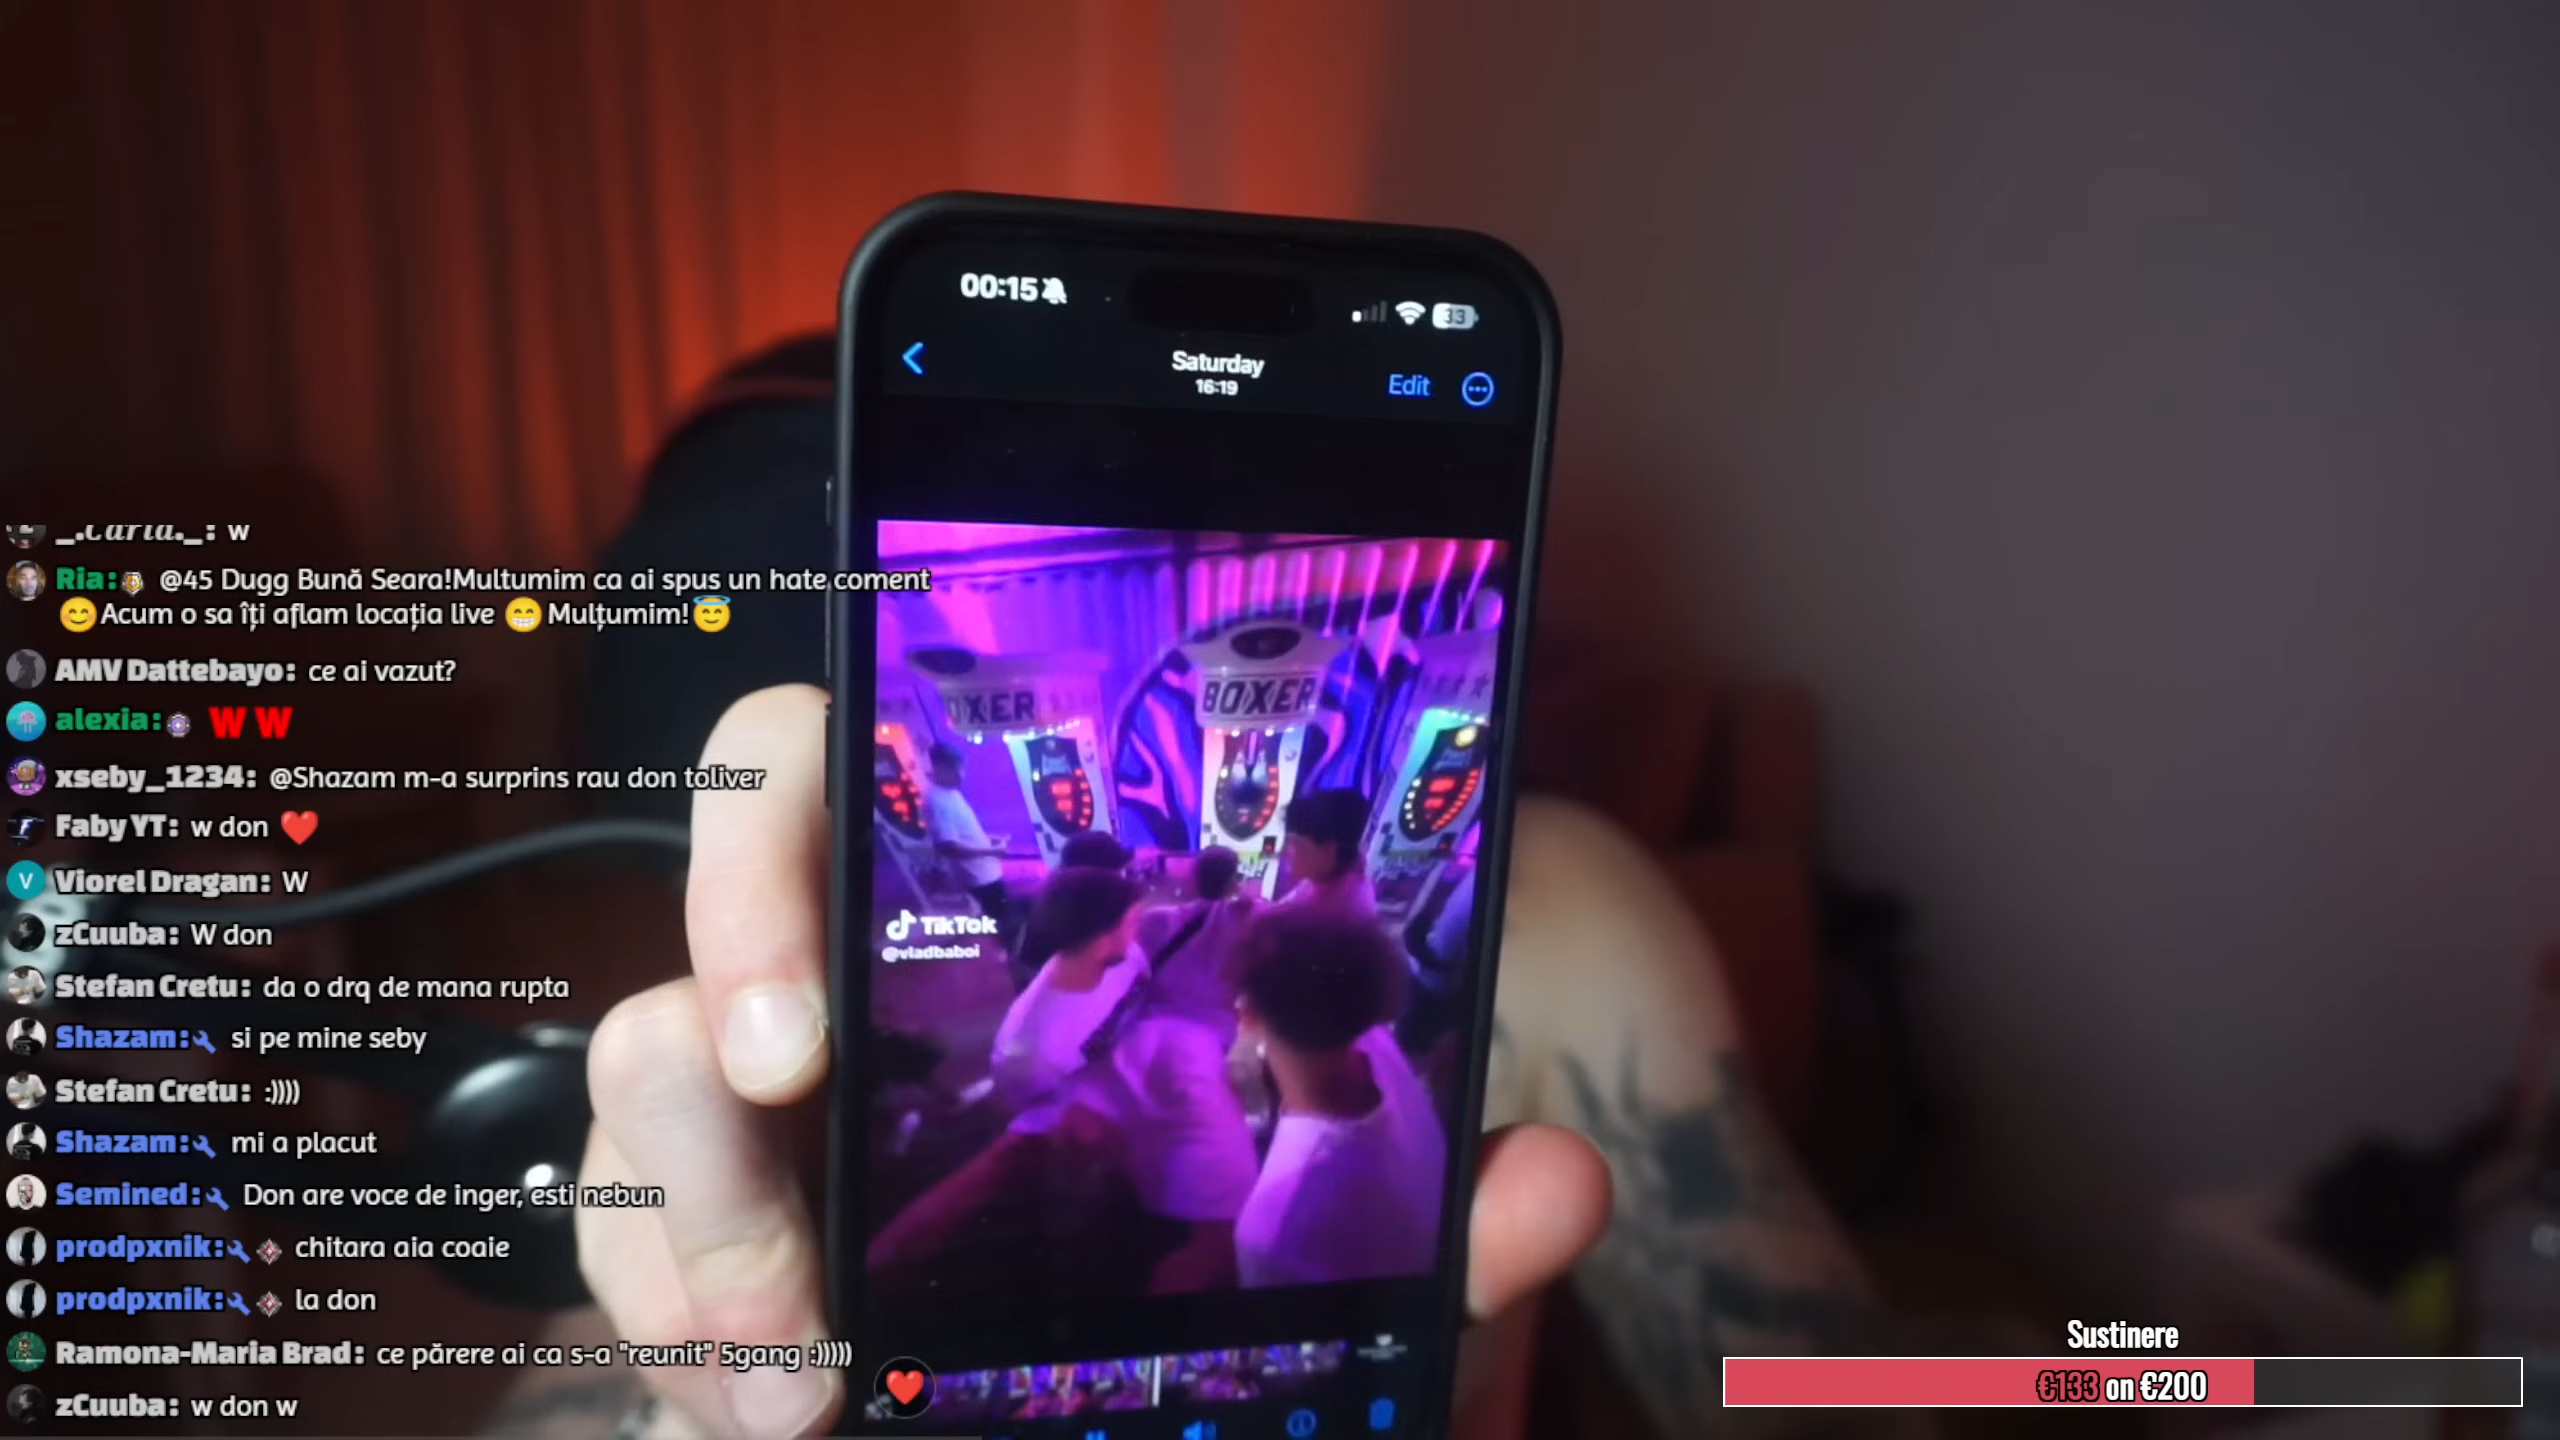 _.Carla._: w
Ria: @45 Dugg Bună Seara!Multumim ca ai spus un hate coment
😊Acum o sa îți aflam locația live 😁Mulțumim!😇
AMV Dattebayo: ce ai vazut?
alexia: W W
xseby_1234: @Shazam m-a surprins rau don toliver
Faby YT: w don ❤️
V Viorel Dragan: W
zCuuba: W don
Stefan Cretu: da o drq de mana rupta
Shazam: si pe mine seby
Stefan Cretu: :))))
Shazam: mi a placut
Semined: Don are voce de inger, esti nebun
prodpxnik: chitara aia coaie
prodpxnik: la don
Ramona-Maria Brad: ce părere ai ca s-a "reunit" 5gang :)))))
zCuuba: w don w
00:15
33
Saturday
16:19
Edit
OXER
BOXER
TikTok
@vladbaboi
Sustinere
€133 on €200